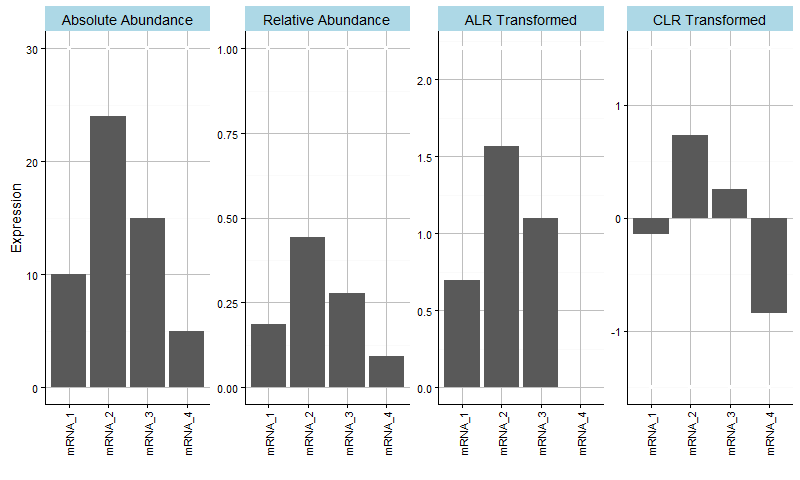 Absolute Abundance
Relative Abundance
ALR Transformed
CLR Transformed
Expression
30
20
10
0
mRNA_1
mRNA_2
mRNA_3
mRNA_4
1.00
0.75
0.50
0.25
0.00
mRNA_1
mRNA_2
mRNA_3
mRNA_4
2.0
1.5
1.0
0.5
0.0
mRNA_1
mRNA_2
mRNA_3
mRNA_4
1
0
-1
mRNA_1
mRNA_2
mRNA_3
mRNA_4